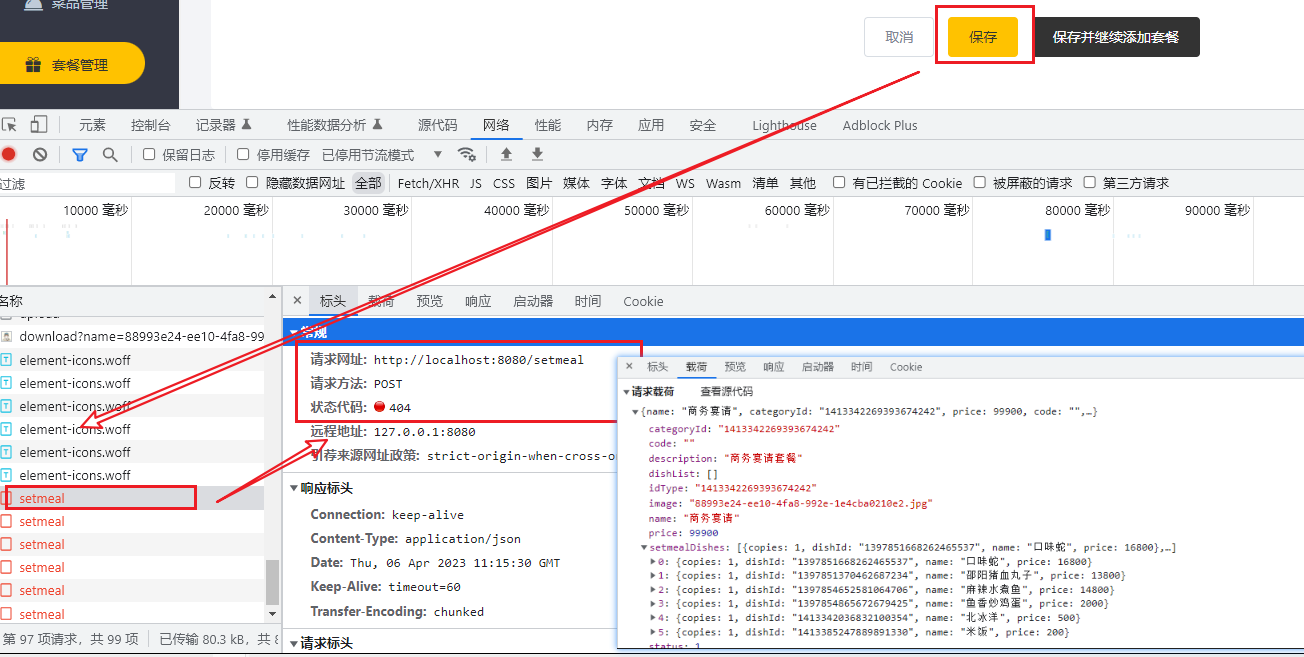 菜品管理
套餐管理
取消
保存
保存并继续添加套餐
元素 控制台 记录器 性能数据分析 源代码 网络 性能 内存 应用 安全 Lighthouse Adblock Plus
保留日志 停用缓存 已停用节流模式
过滤 反转 隐藏数据网址 全部 Fetch/XHR JS CSS 图片 媒体 字体 文档 WS Wasm 清单 其他 有已拦截的 Cookie 被屏蔽的请求 第三方请求
10000 毫秒 20000 毫秒 30000 毫秒 40000 毫秒 50000 毫秒 60000 毫秒 70000 毫秒 80000 毫秒 90000 毫秒
名称
upload
download?name=88993e24-ee10-4fa8-99
element-icons.woff
element-icons.woff
element-icons.woff
element-icons.woff
element-icons.woff
element-icons.woff
setmeal
setmeal
setmeal
setmeal
setmeal
setmeal
第 97 项请求，共 99 项 已传输 80.3 kB，共 8
× 标头 载荷 预览 响应 启动器 时间 Cookie
▼常规
请求网址: http://localhost:8080/setmeal
请求方法: POST
状态代码: 404
远程地址: 127.0.0.1:8080
引荐来源网址政策: strict-origin-when-cross-o
▼响应标头
Connection: keep-alive
Content-Type: application/json
Date: Thu, 06 Apr 2023 11:15:30 GMT
Keep-Alive: timeout=60
Transfer-Encoding: chunked
▼请求标头
× 标头 载荷 预览 响应 启动器 时间 Cookie
▼请求载荷 查看源代码
▼{name: "商务宴请", categoryId: "1413342269393674242", price: 99900, code: "",…}
categoryId: "1413342269393674242"
code: ""
description: "商务宴请套餐"
dishList: []
idType: "1413342269393674242"
image: "88993e24-ee10-4fa8-992e-1e4cba0210e2.jpg"
name: "商务宴请"
price: 99900
▼setmealDishes: [{copies: 1, dishId: "1397851668262465537", name: "口味蛇", price: 16800},…]
▶0: {copies: 1, dishId: "1397851668262465537", name: "口味蛇", price: 16800}
▶1: {copies: 1, dishId: "1397851370462687234", name: "邵阳猪血丸子", price: 13800}
▶2: {copies: 1, dishId: "1397854652581064706", name: "麻辣水煮鱼", price: 14800}
▶3: {copies: 1, dishId: "1397854865672679425", name: "鱼香炒鸡蛋", price: 2000}
▶4: {copies: 1, dishId: "1413342036832100354", name: "北冰洋", price: 500}
▶5: {copies: 1, dishId: "1413385247889891330", name: "米饭", price: 200}
status: 1